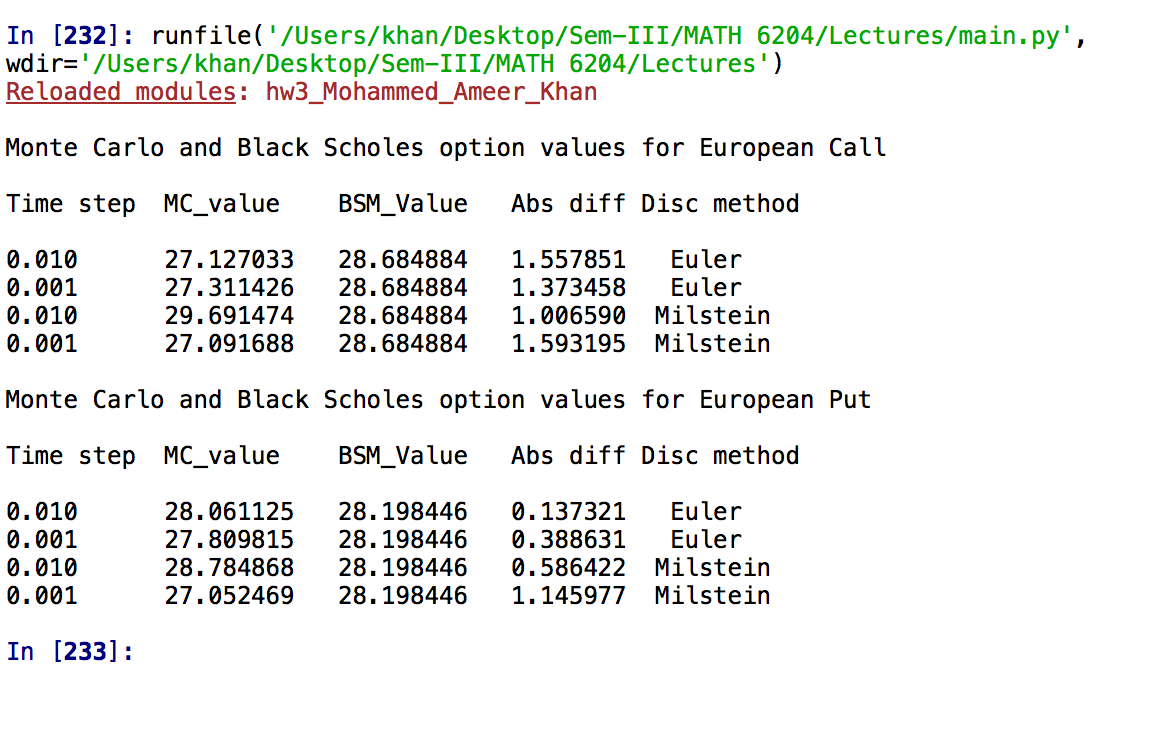 In [232]: runfile('/Users/khan/Desktop/Sem-III/MATH 6204/Lectures/main.py',
wdir='/Users/khan/Desktop/Sem-III/MATH 6204/Lectures')
Reloaded modules: hw3_Mohammed_Ameer_Khan
Monte Carlo and Black Scholes option values for European Call
Time step  MC_value    BSM_Value   Abs diff Disc method
0.010      27.127033   28.684884   1.557851   Euler
0.001      27.311426   28.684884   1.373458   Euler
0.010      29.691474   28.684884   1.006590  Milstein
0.001      27.091688   28.684884   1.593195  Milstein
Monte Carlo and Black Scholes option values for European Put
Time step  MC_value    BSM_Value   Abs diff Disc method
0.010      28.061125   28.198446   0.137321   Euler
0.001      27.809815   28.198446   0.388631   Euler
0.010      28.784868   28.198446   0.586422  Milstein
0.001      27.052469   28.198446   1.145977  Milstein
In [233]: